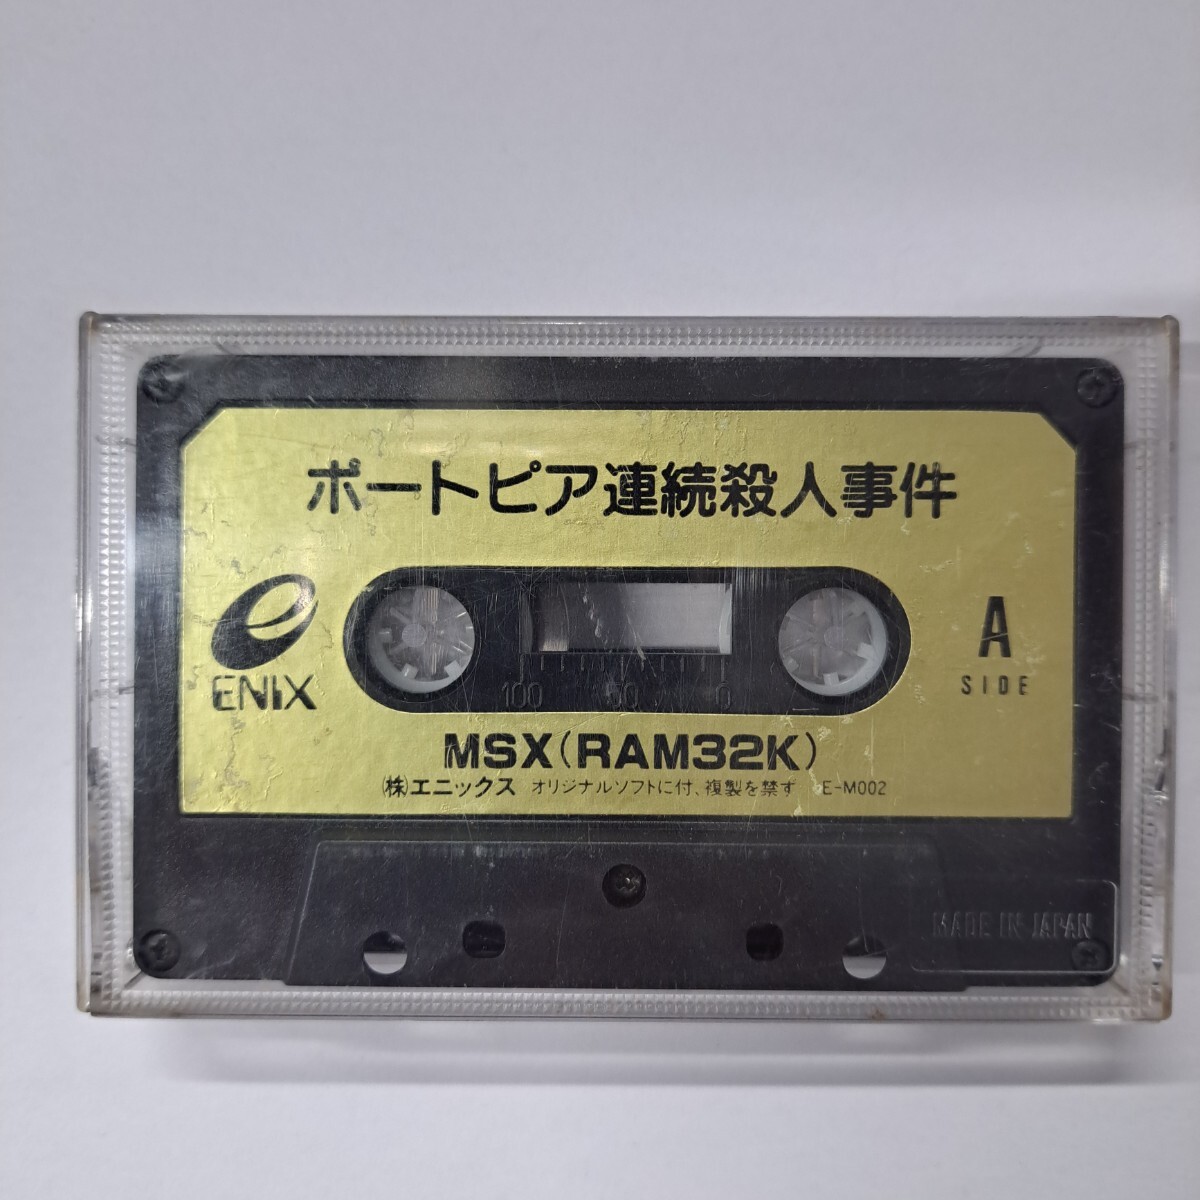 ポートピア連続殺人事件
ENIX
A
SIDE
100 50 0
MSX(RAM32K)
(株)エニックス オリジナルソフトに付、複製を禁ず E-M002
MADE IN JAPAN